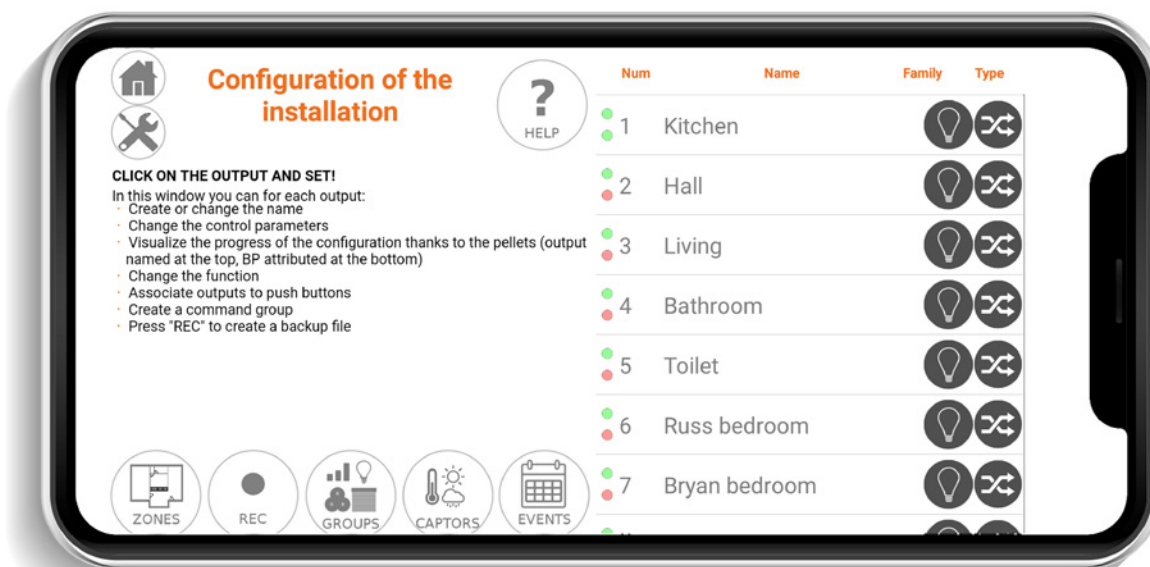 Configuration of the
installation
?
HELP
CLICK ON THE OUTPUT AND SET!
In this window you can for each output:
· Create or change the name
· Change the control parameters
· Visualize the progress of the configuration thanks to the pellets (output
named at the top, BP attributed at the bottom)
· Change the function
· Associate outputs to push buttons
· Create a command group
· Press "REC" to create a backup file
ZONES
REC
GROUPS
CAPTORS
EVENTS
Num Name Family Type
1 Kitchen
2 Hall
3 Living
4 Bathroom
5 Toilet
6 Russ bedroom
7 Bryan bedroom